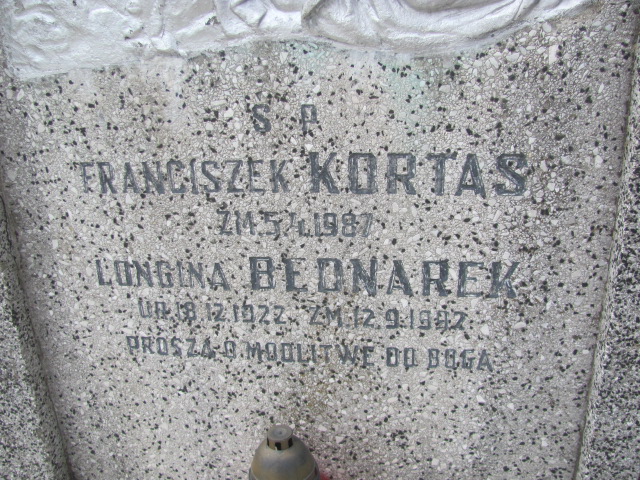 Ś P
FRANCISZEK KORTAS
ZM 5.4.1987
LONGINA BEDNAREK
UR 18.12.1922. ZM.12.9.1992
PROSZĄ O MODLITWE DO BOGA